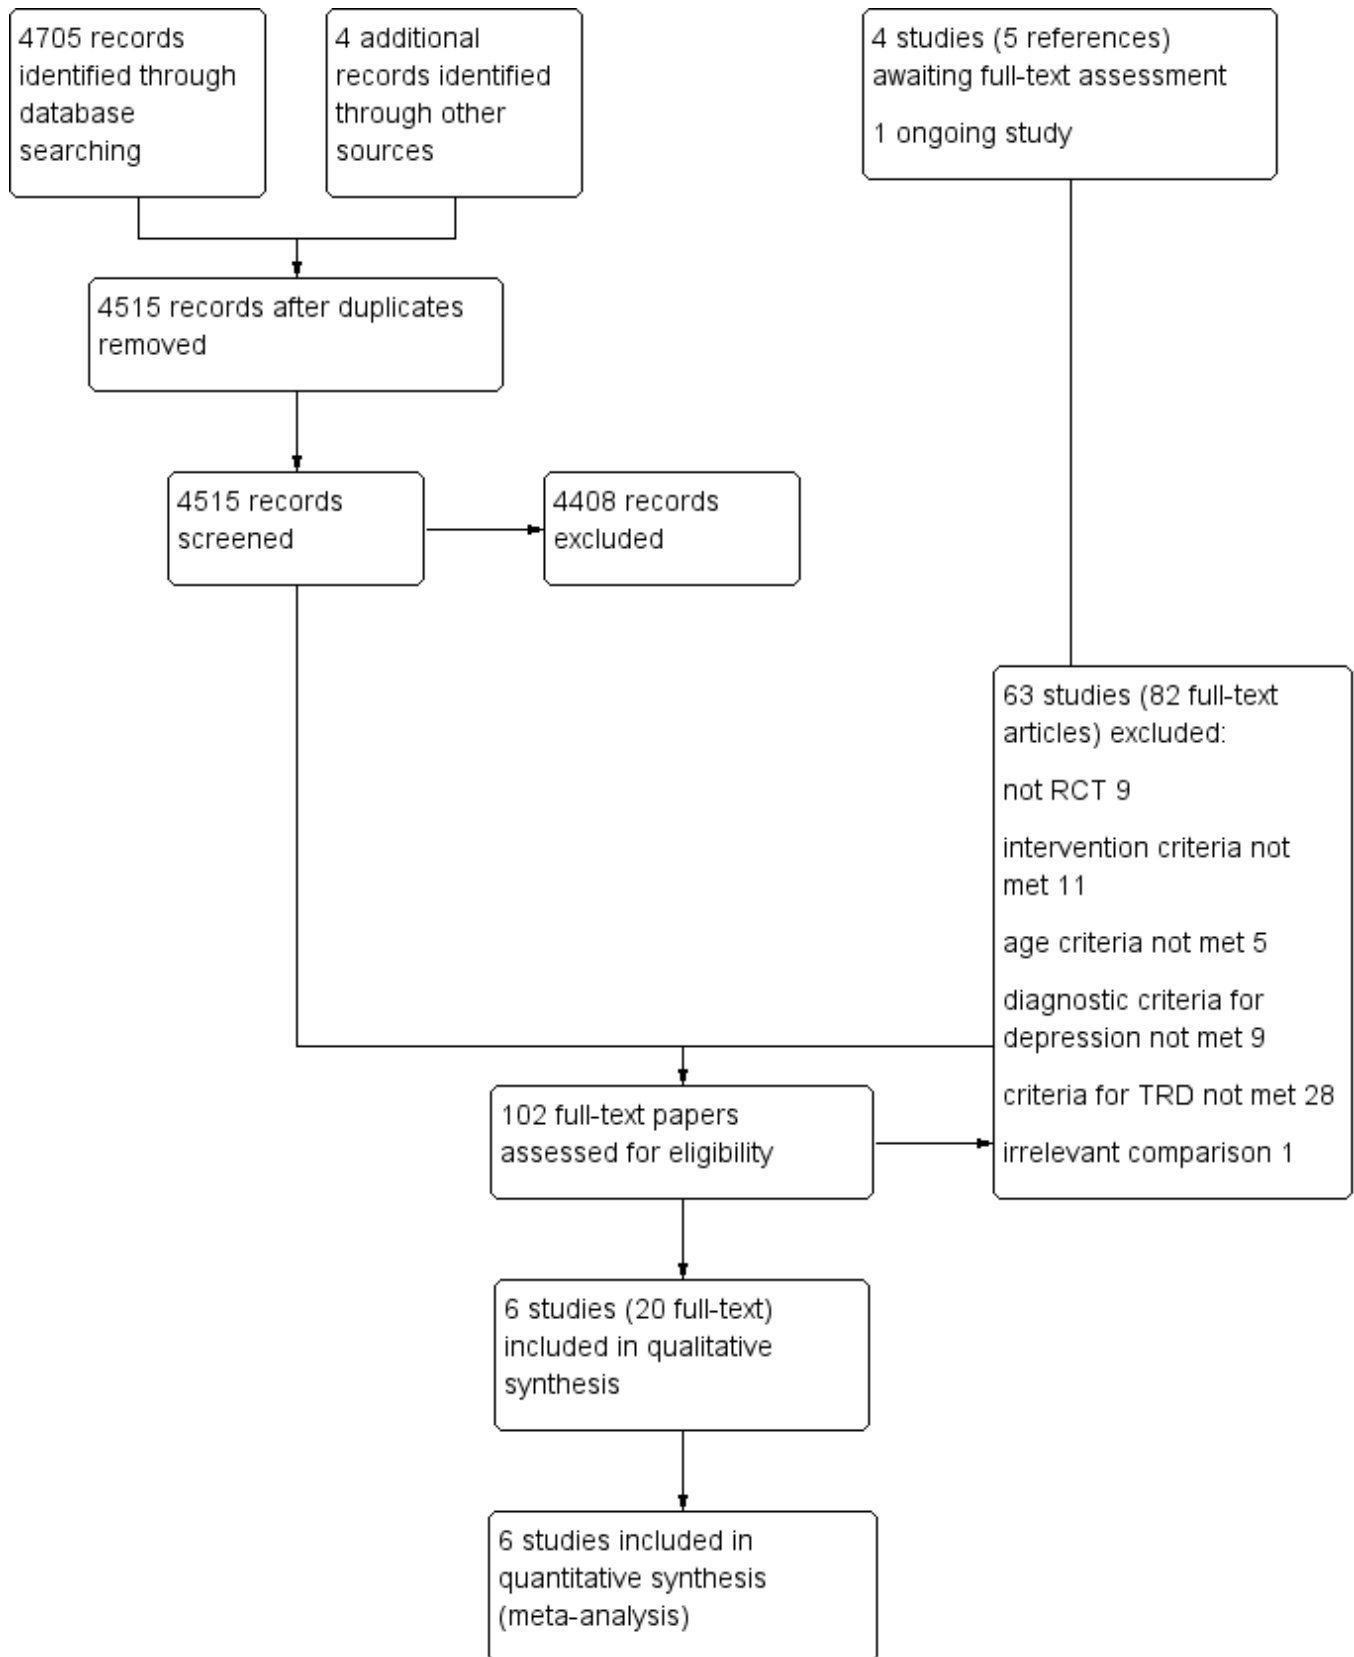 4705 records
identified through
database
searching
4 additional
records identified
through other
sources
4 studies (5 references)
awaiting full-text assessment
1 ongoing study
4515 records after duplicates
removed
4515 records
screened
4408 records
excluded
63 studies (82 full-text
articles) excluded:
not RCT 9
intervention criteria not
met 11
age criteria not met 5
diagnostic criteria for
depression not met 9
criteria for TRD not met 28
irrelevant comparison 1
102 full-text papers
assessed for eligibility
6 studies (20 full-text)
included in qualitative
synthesis
6 studies included in
quantitative synthesis
(meta-analysis)